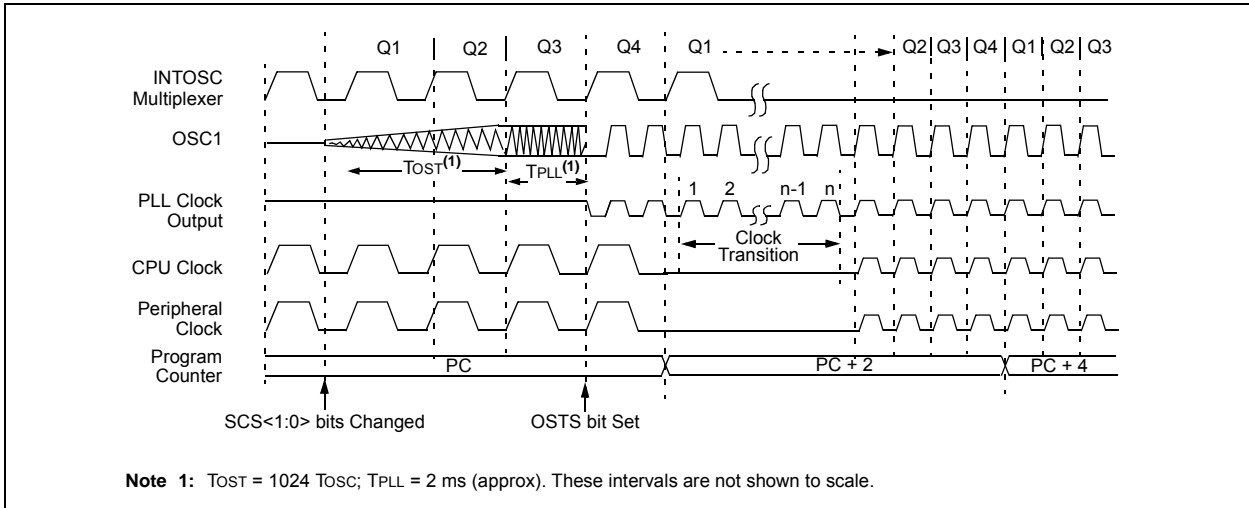 Q1 Q2 Q3 Q4 Q1 Q2 Q3 Q4 Q1 Q2 Q3
INTOSC
Multiplexer
OSC1
TOST(1)
TPLL(1)
1 2 n-1 n
PLL Clock
Output
Clock
Transition
CPU Clock
Peripheral
Clock
Program
Counter
PC PC + 2 PC + 4
SCS<1:0> bits Changed OSTS bit Set
Note 1: TOST = 1024 TOSC; TPLL = 2 ms (approx). These intervals are not shown to scale.